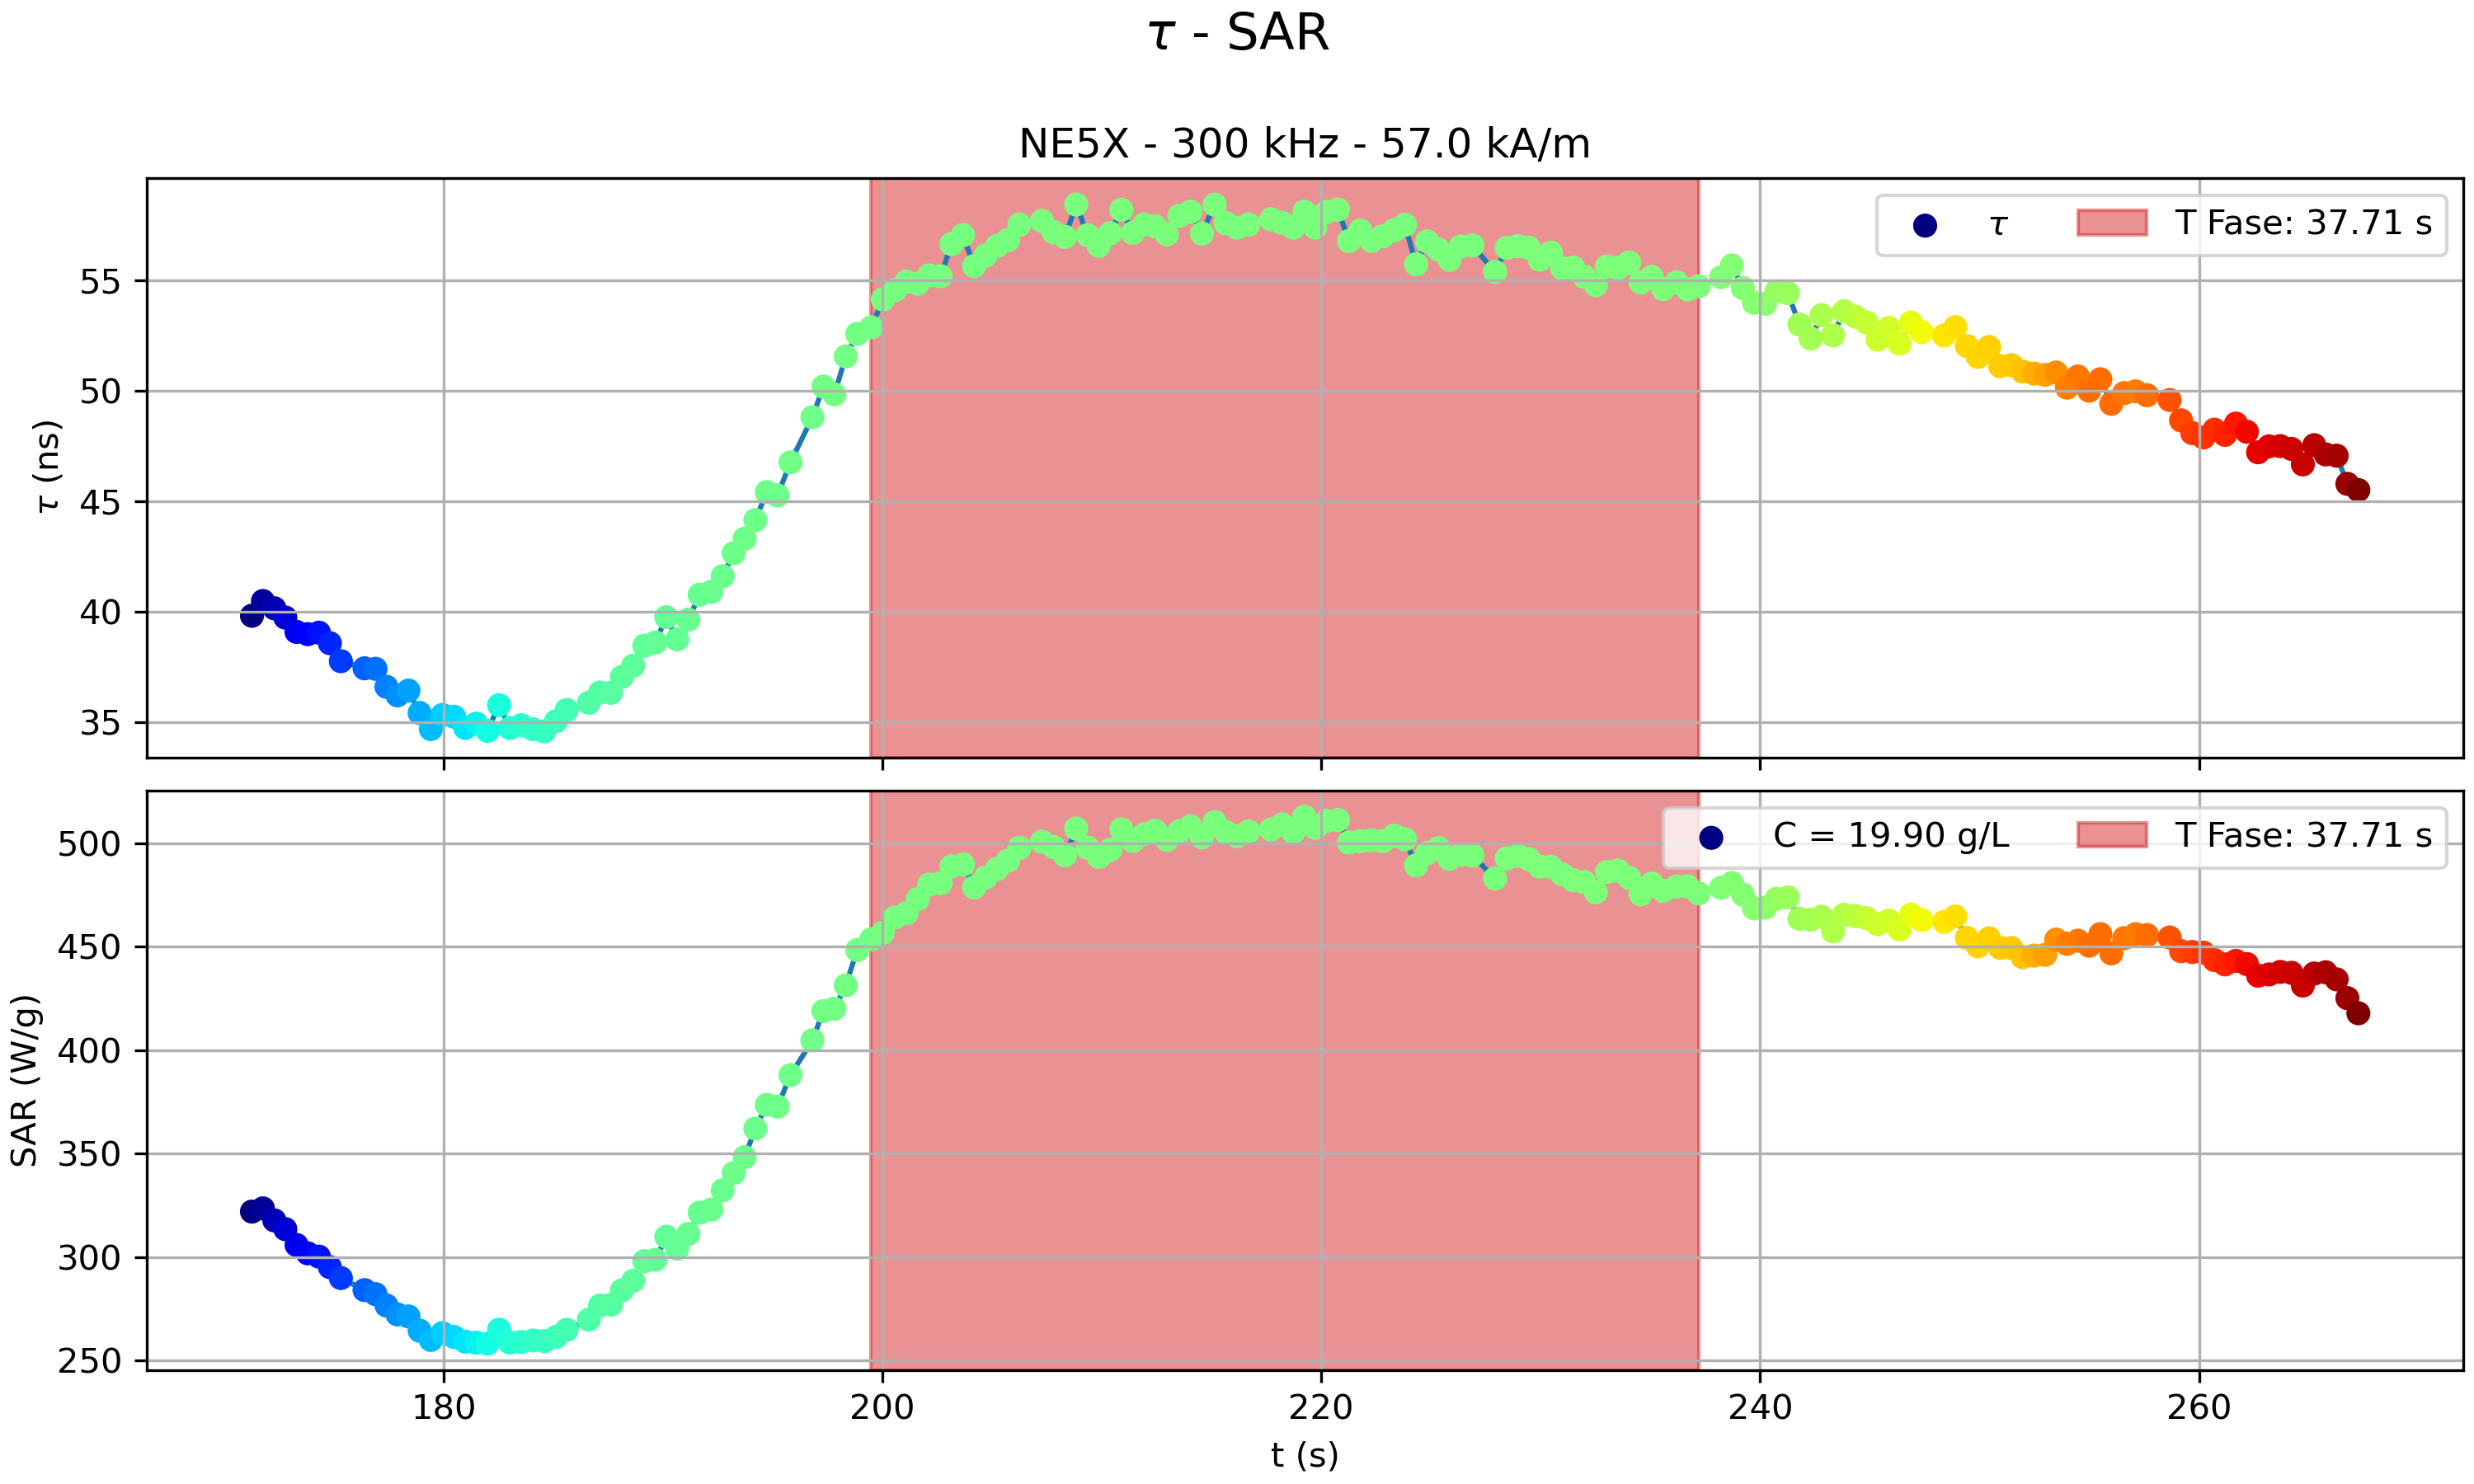 τ - SAR
NE5X - 300 kHz - 57.0 kA/m
τ T Fase: 37.71 s
55
50
45
40
35
τ (ns)
C = 19.90 g/L T Fase: 37.71 s
500
450
400
350
300
250
SAR (W/g)
180 200 220 240 260
t (s)